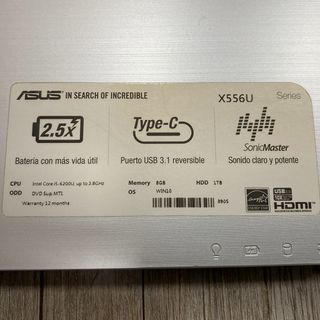 ASUS IN SEARCH OF INCREDIBLE
X556U Series
2.5X
Type-C
SonicMaster
Batería con más vida útil
Puerto USB 3.1 reversible
Sonido claro y potente
CPU Intel Core i5-6200U, up to 2.8GHz Memory 8GB HDD 1TB
ODD DVD Sup MTS OS WIN10
Warranty 12 months
HDMI